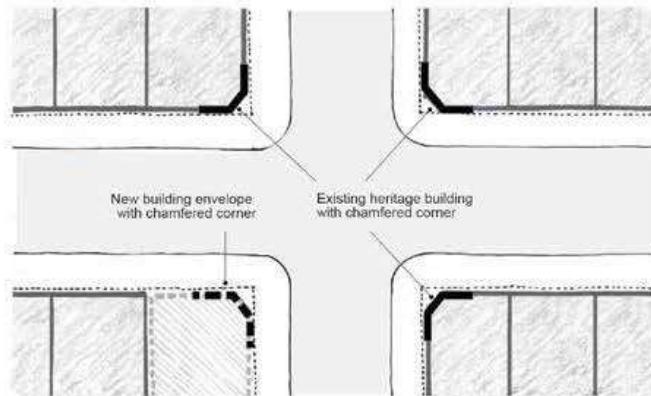 New building envelope
with chamfered corner
Existing heritage building
with chamfered corner